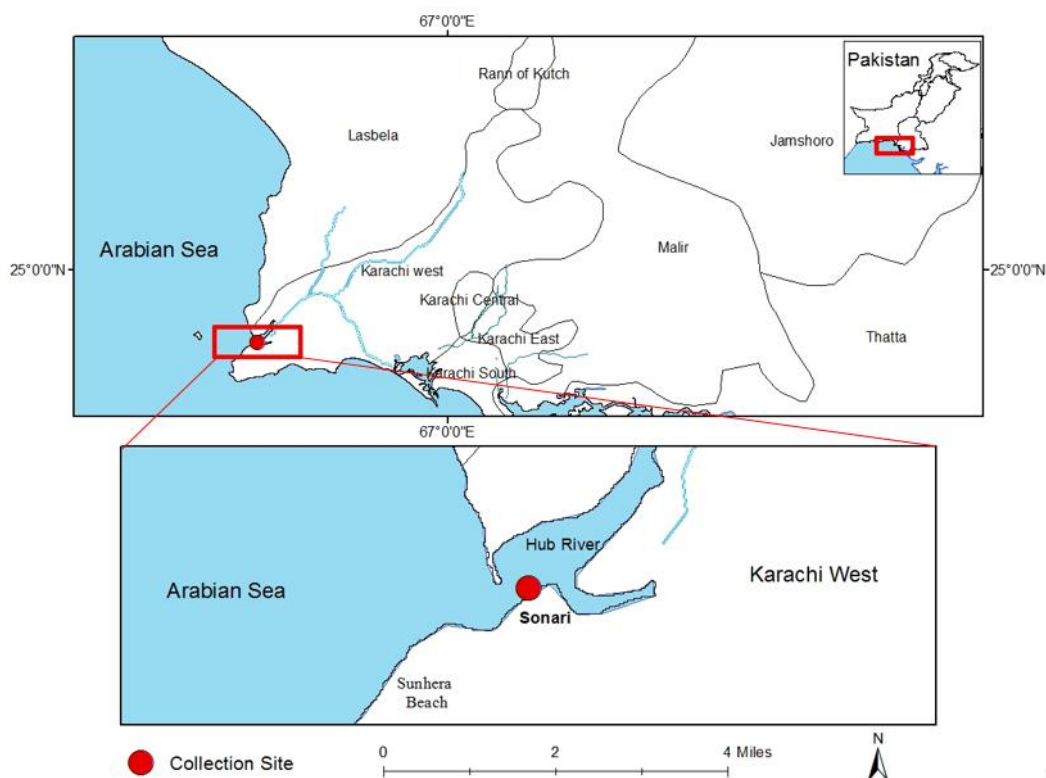 67°0'0"E
Rann of Kutch
Pakistan
Lasbela
Jamshoro
Arabian Sea
Malir
25°0'0"N
Karachi west
25°0'0"N
Karachi Central
Karachi East
Thatta
Karachi South
67°0'0"E
Hub River
Arabian Sea
Karachi West
Sonari
Sunhera
Beach
Collection Site
0 2 4 Miles
N